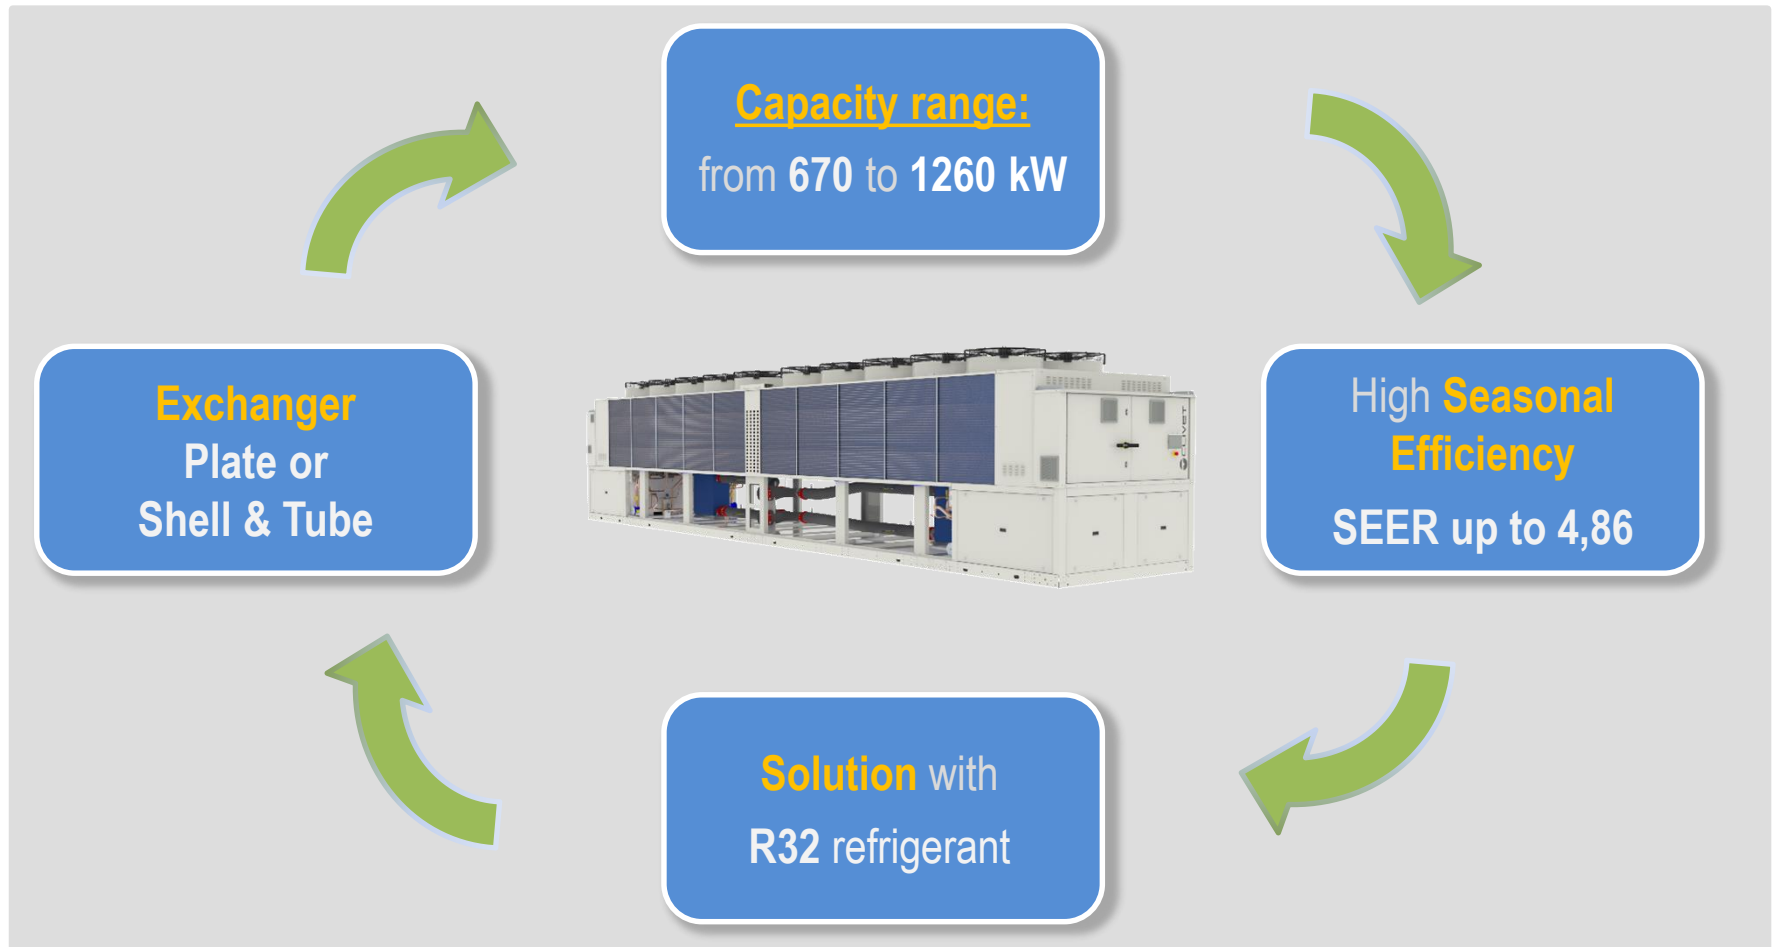 Capacity range:
from 670 to 1260 kW
Exchanger
Plate or
Shell & Tube
High Seasonal
Efficiency
SEER up to 4,86
CLIVET
Solution with
R32 refrigerant